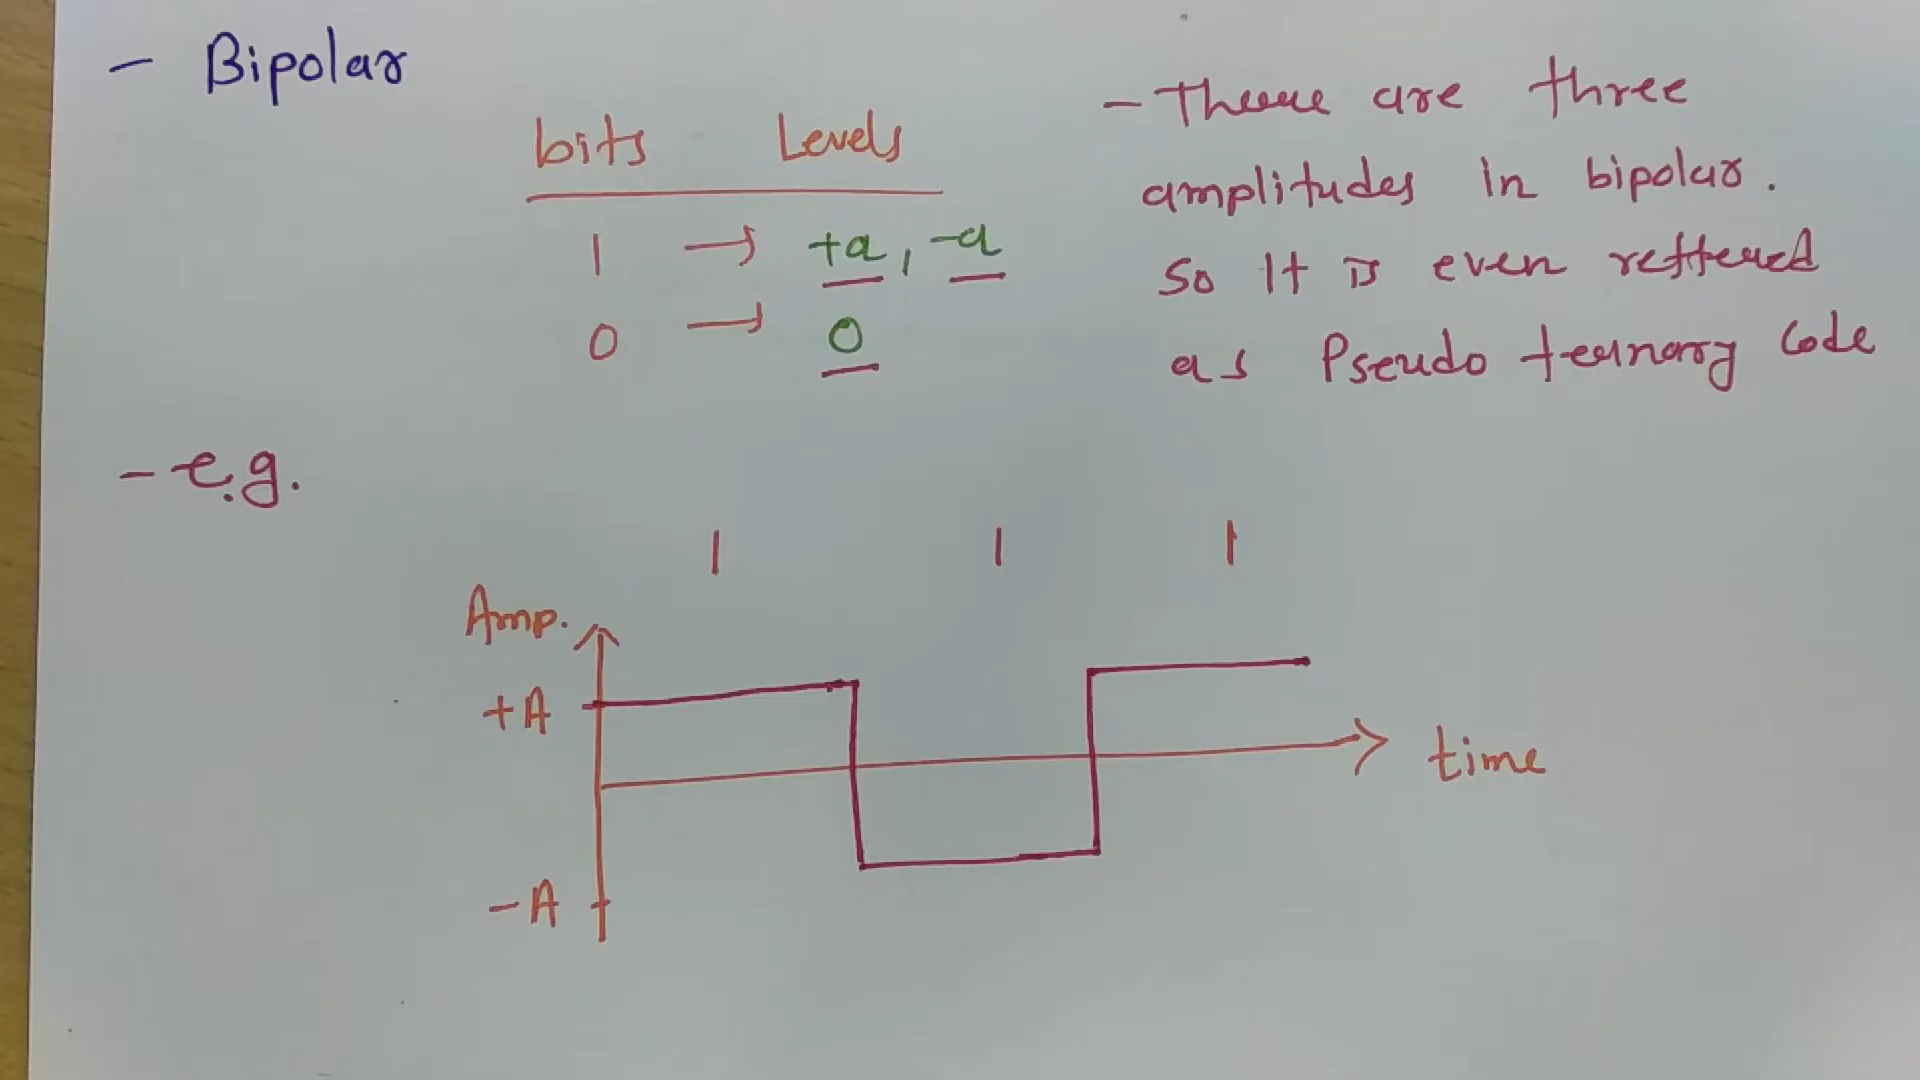 - Bipolar
bits Levels
1 → +a, -a
0 → 0
- There are three
amplitudes in bipolar.
So It is even reffered
as Pseudo ternary Code
- e.g.
1 1 1
Amp.
+A
time
-A